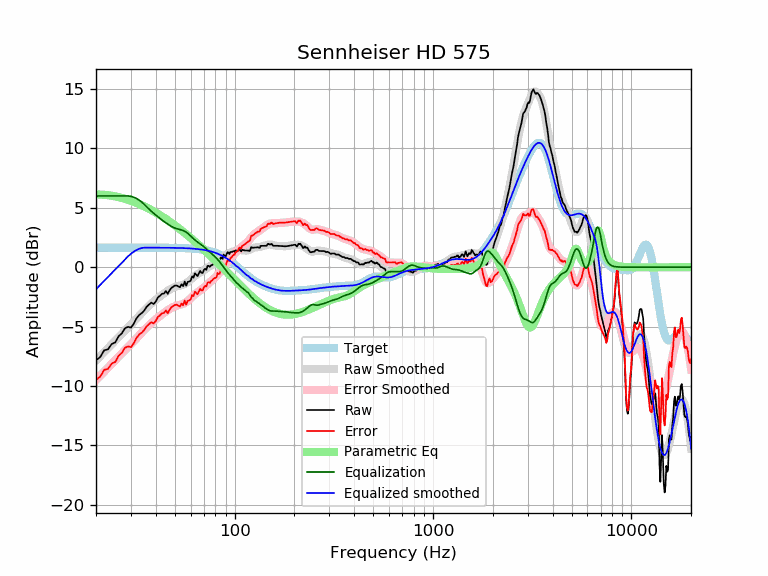 Sennheiser HD 575
15
10
5
0
−5
−10
−15
−20
Amplitude (dBr)
Target
Raw Smoothed
Error Smoothed
Raw
Error
Parametric Eq
Equalization
Equalized smoothed
100
1000
10000
Frequency (Hz)